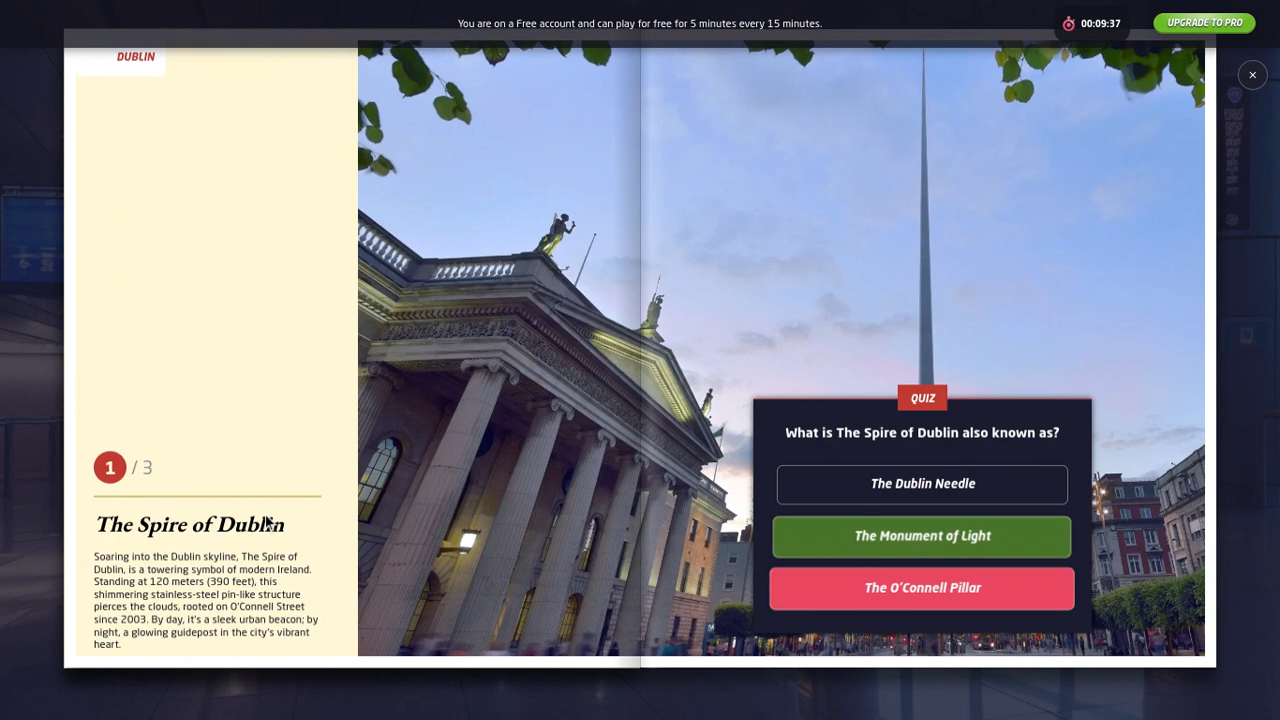 You are on a Free account and can play for free for 5 minutes every 15 minutes.
00:09:37
UPGRADE TO PRO
DUBLIN
1 / 3
The Spire of Dublin
Soaring into the Dublin skyline, The Spire of
Dublin, is a towering symbol of modern Ireland.
Standing at 120 meters (390 feet), this
shimmering stainless-steel pin-like structure
pierces the clouds, rooted on O'Connell Street
since 2003. By day, it's a sleek urban beacon; by
night, a glowing guidepost in the city's vibrant
heart.
QUIZ
What is The Spire of Dublin also known as?
The Dublin Needle
The Monument of Light
The O'Connell Pillar